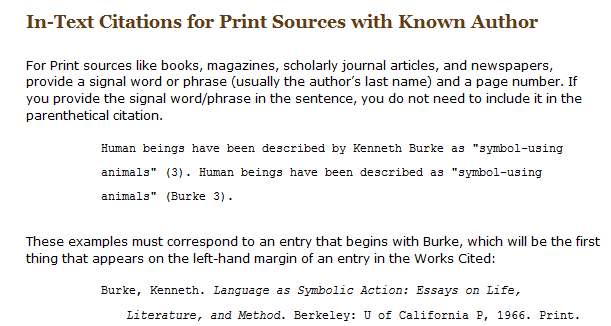 In-Text Citations for Print Sources with Known Author
For Print sources like books, magazines, scholarly journal articles, and newspapers,
provide a signal word or phrase (usually the author’s last name) and a page number. If
you provide the signal word/phrase in the sentence, you do not need to include it in the
parenthetical citation.
Human beings have been described by Kenneth Burke as "symbol-using
animals" (3). Human beings have been described as "symbol-using
animals" (Burke 3).
These examples must correspond to an entry that begins with Burke, which will be the first
thing that appears on the left-hand margin of an entry in the Works Cited:
Burke, Kenneth. Language as Symbolic Action: Essays on Life,
Literature, and Method. Berkeley: U of California P, 1966. Print.